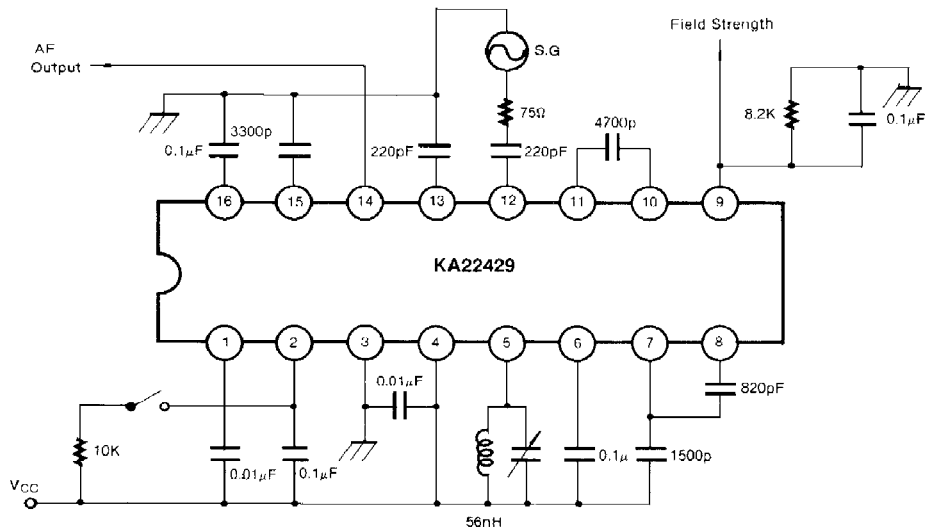 Field Strength
AF
Output
S.G
75Ω
8.2K
0.1μF
3300p
0.1μF
220pF
220pF
4700p
16
15
14
13
12
11
10
9
KA22429
1
2
3
4
5
6
7
8
0.01μF
820pF
10K
0.01μF
0.1μF
0.1μ
1500p
VCC
56nH